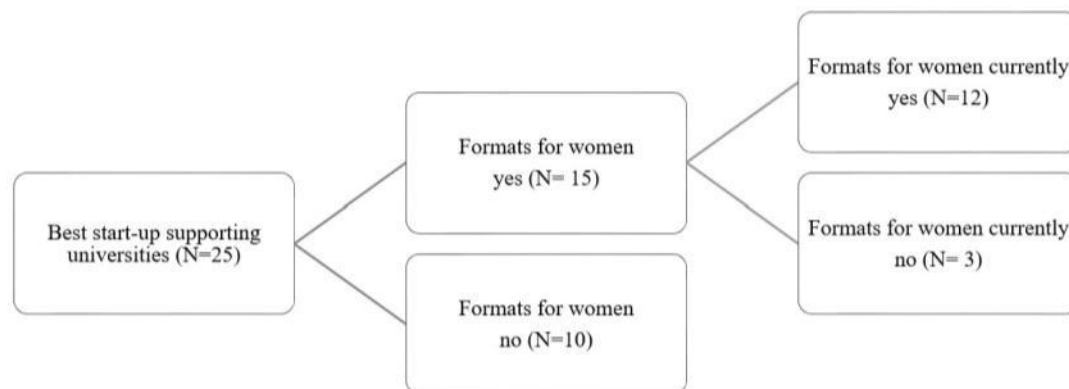 Best start-up supporting
universities (N=25)
Formats for women
yes (N= 15)
Formats for women
no (N=10)
Formats for women currently
yes (N=12)
Formats for women currently
no (N= 3)